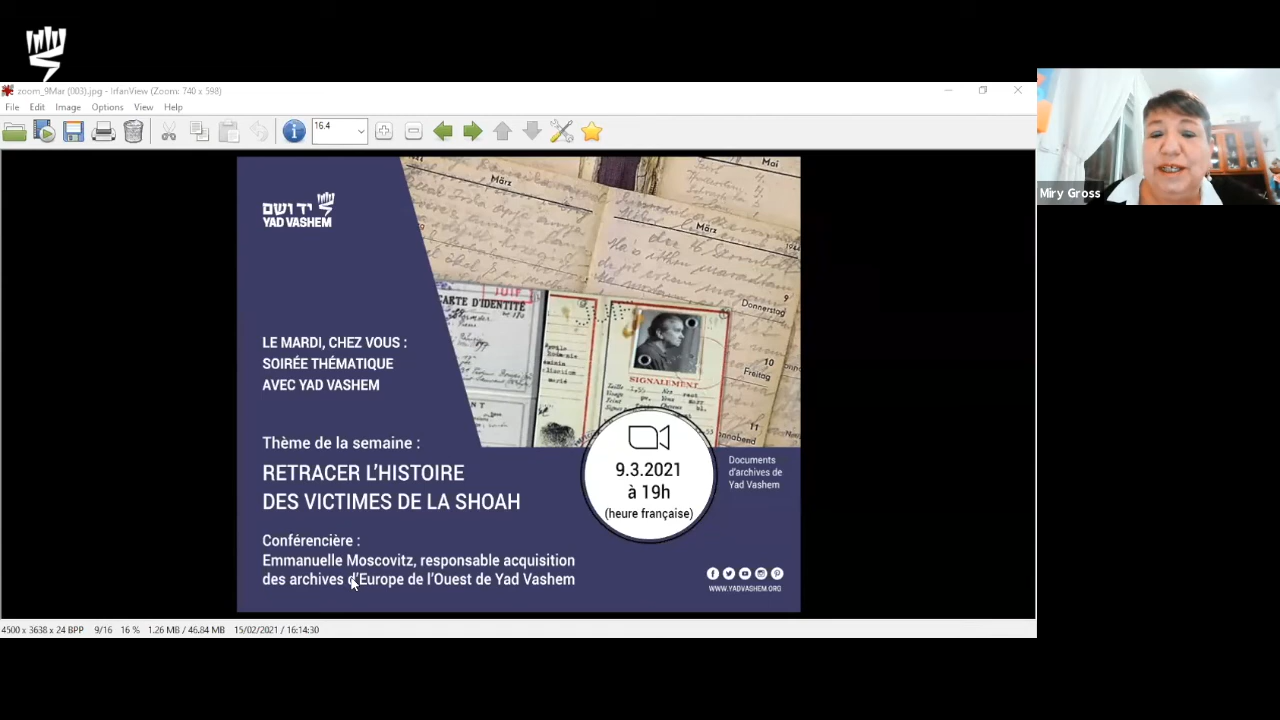 zoom_9Mar (003).jpg - IrfanView (Zoom: 740 x 598)
File Edit Image Options View Help
16.4
Miry Gross
יד ושם
YAD VASHEM
LE MARDI, CHEZ VOUS :
SOIRÉE THÉMATIQUE
AVEC YAD VASHEM
Thème de la semaine :
RETRACER L'HISTOIRE
DES VICTIMES DE LA SHOAH
Conférencière :
Emmanuelle Moscovitz, responsable acquisition
des archives d'Europe de l'Ouest de Yad Vashem
März
März
Mai
9
Donnerstag
10
Freitag
11
JUIF
CARTE D'IDENTITÉ
SIGNALEMENT
9.3.2021
à 19h
(heure française)
Documents
d'archives de
Yad Vashem
WWW.YADVASHEM.ORG
4500 x 3638 x 24 BPP 9/16 16 % 1.26 MB / 46.84 MB 15/02/2021 / 16:14:30